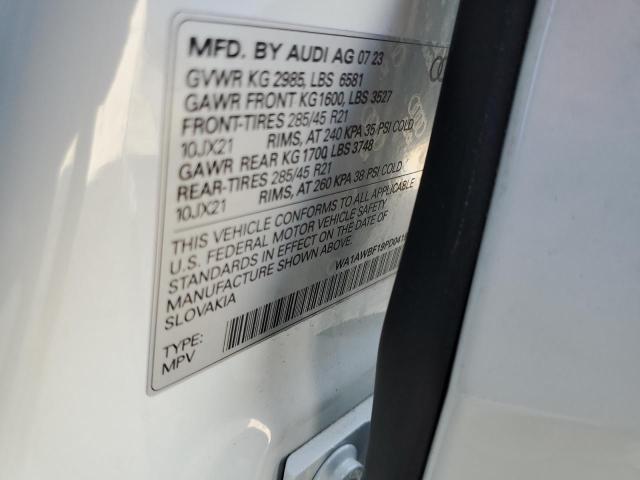 MFD. BY AUDI AG 07 23
GVWR KG 2985, LBS 6581
GAWR FRONT KG1600, LBS 3527
FRONT-TIRES 285/45 R21
10JX21 RIMS, AT 240 KPA 35 PSI COLD
GAWR REAR KG 1700 LBS 3748
REAR-TIRES 285/45 R21
10JX21 RIMS, AT 260 KPA 38 PSI COLD
THIS VEHICLE CONFORMS TO ALL APPLICABLE
U.S. FEDERAL MOTOR VEHICLE SAFETY
STANDARDS IN EFFECT ON THE DATE OF
MANUFACTURE SHOWN ABOVE.
SLOVAKIA
TYPE:
MPV